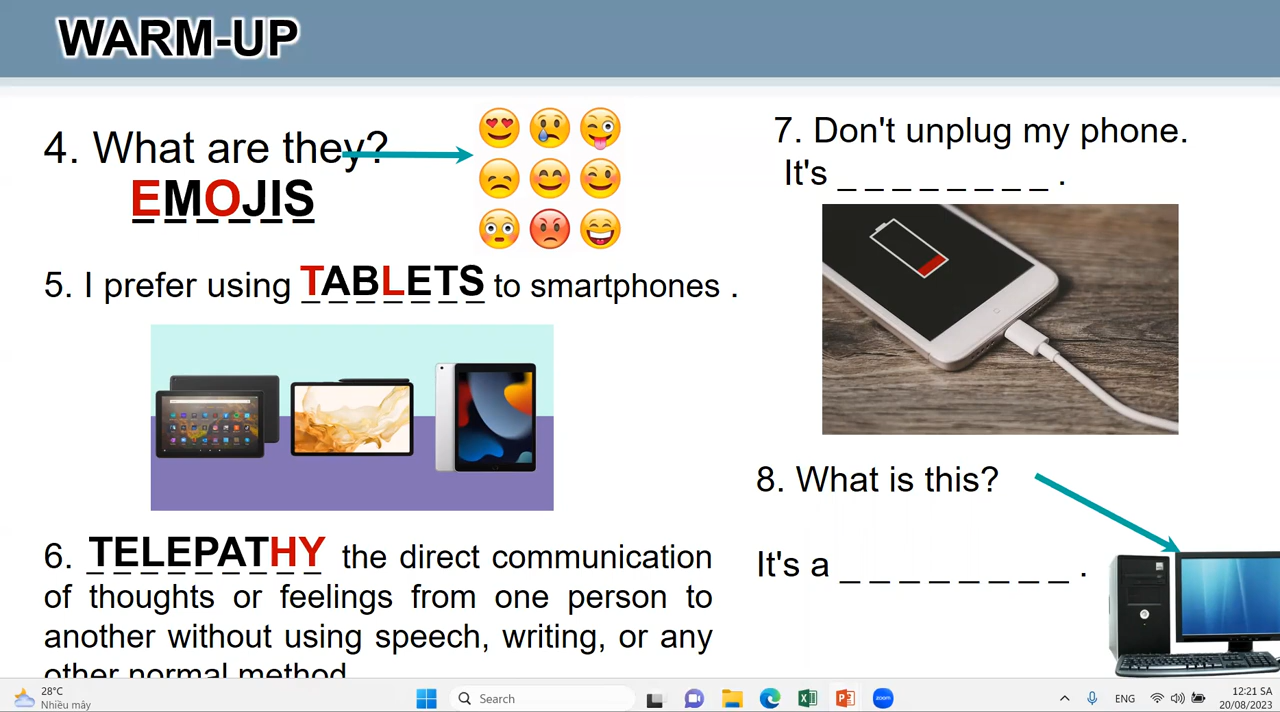 WARM-UP
4. What are they?
EMOJIS
5. I prefer using TABLETS to smartphones .
6. TELEPATHY the direct communication
of thoughts or feelings from one person to
another without using speech, writing, or any
other normal method
7. Don't unplug my phone.
It's _ _ _ _ _ _ _ _ .
8. What is this?
It's a _ _ _ _ _ _ _ _ _ .
28°C
Nhiều mây
Search
ENG
12:21 SA
20/08/2023
zoom